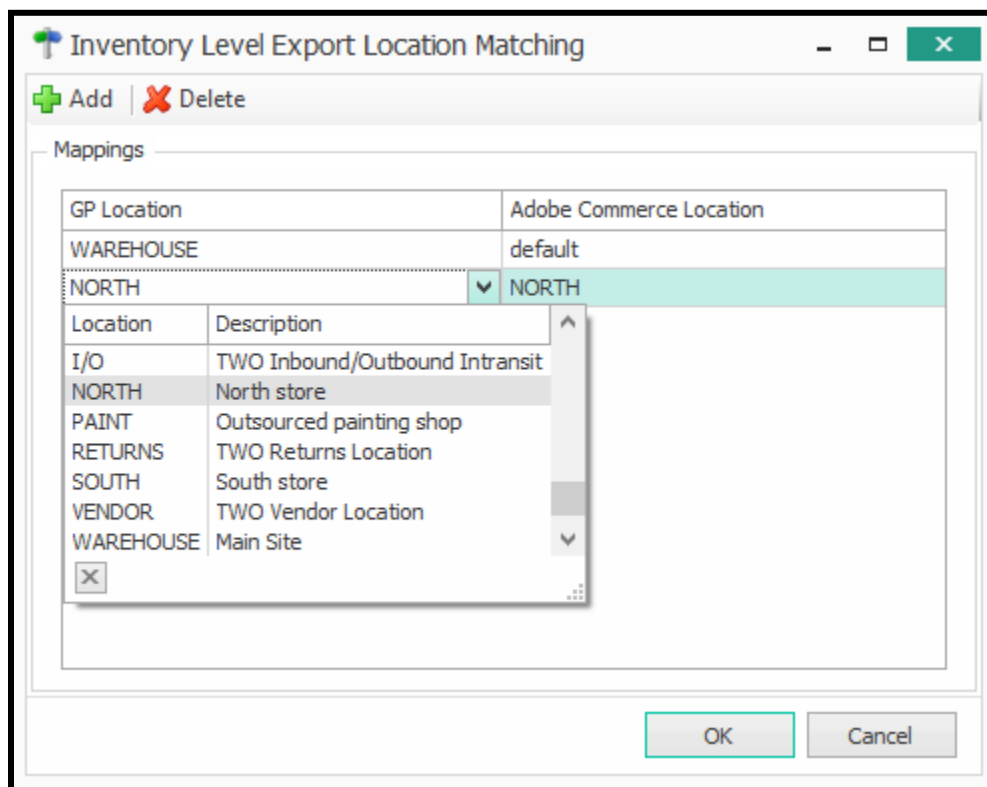 Inventory Level Export Location Matching
Add Delete
Mappings
GP Location Adobe Commerce Location
WAREHOUSE default
NORTH NORTH
Location Description
I/O TWO Inbound/Outbound Intransit
NORTH North store
PAINT Outsourced painting shop
RETURNS TWO Returns Location
SOUTH South store
VENDOR TWO Vendor Location
WAREHOUSE Main Site
OK Cancel